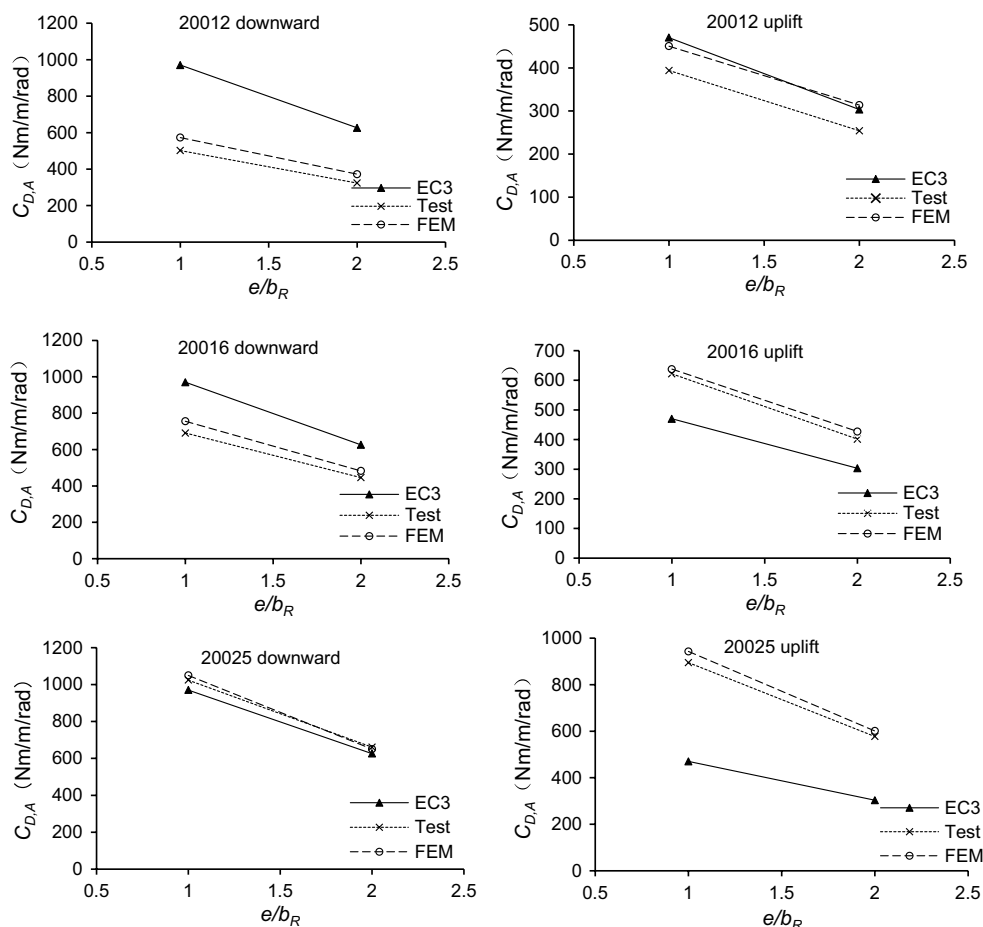 20012 downward
C_{D,A} （Nm/m/rad）
1200
1000
800
600
400
200
0
0.5 1 1.5 2 2.5
e/b_R
EC3
Test
FEM
20012 uplift
C_{D,A} （Nm/m/rad）
500
400
300
200
100
0
0.5 1 1.5 2 2.5
e/b_R
EC3
Test
FEM
20016 downward
C_{D,A} （Nm/m/rad）
1200
1000
800
600
400
200
0
0.5 1 1.5 2 2.5
e/b_R
EC3
Test
FEM
20016 uplift
C_{D,A} （Nm/m/rad）
700
600
500
400
300
200
100
0
0.5 1 1.5 2 2.5
e/b_R
EC3
Test
FEM
20025 downward
C_{D,A} （Nm/m/rad）
1200
1000
800
600
400
200
0
0.5 1 1.5 2 2.5
e/b_R
EC3
Test
FEM
20025 uplift
C_{D,A} （Nm/m/rad）
1000
800
600
400
200
0
0.5 1 1.5 2 2.5
e/b_R
EC3
Test
FEM